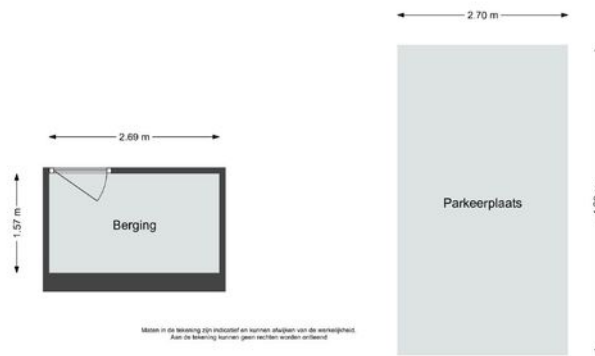 2.70 m
2.69 m
1.57 m
Berging
Parkeerplaats
Maten in de tekening zijn indicatief en kunnen afwijken van de werkelijkheid.
Aan de tekening kunnen geen rechten worden ontleend